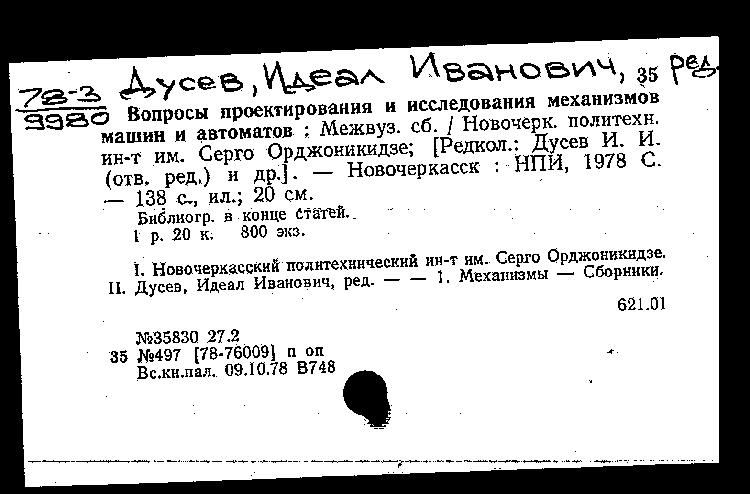 Дусев, Идеал Иванович, ред.
78-3
9980
35
Вопросы проектирования и исследования механизмов
машин и автоматов : Межвуз. сб. / Новочерк. политехн.
ин-т им. Серго Орджоникидзе; [Редкол.: Дусев И. И.
(отв. ред.) и др.]. — Новочеркасск : НПИ, 1978 С.
— 138 с., ил.; 20 см.
Библиогр. в конце статей.
1 р. 20 к. 800 экз.
I. Новочеркасский политехнический ин-т им. Серго Орджоникидзе.
II. Дусев, Идеал Иванович, ред. — — 1. Механизмы — Сборники.
621.01
№35830 27.2
35 №497 [78-76009] п оп
Вс.кн.пал. 09.10.78 В748